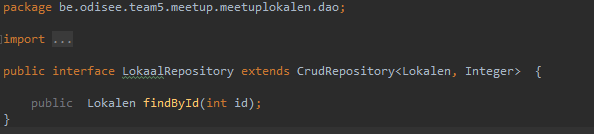 package be.odisee.team5.meetup.meetuplokalen.dao;
import ...
public interface LokaalRepository extends CrudRepository<Lokalen, Integer>  {
public  Lokalen findById(int id);
}